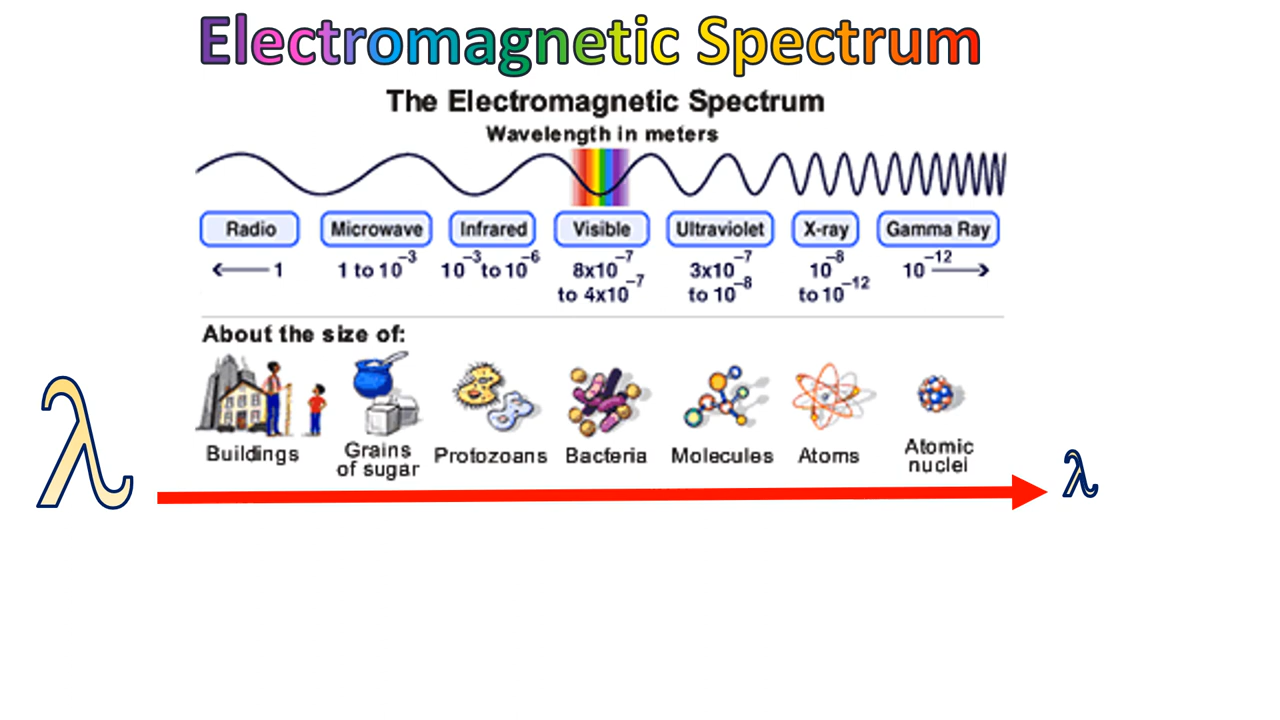 Electromagnetic Spectrum
The Electromagnetic Spectrum
Wavelength in meters
Radio Microwave Infrared Visible Ultraviolet X-ray Gamma Ray
⟵ 1 1 to 10⁻³ 10⁻³ to 10⁻⁶ 8x10⁻⁷ 3x10⁻⁷ 10⁻⁸ 10⁻¹² ⟶
to 4x10⁻⁷ to 10⁻⁸ to 10⁻¹²
About the size of:
Buildings Grains Protozoans Bacteria Molecules Atoms Atomic
of sugar nuclei
λ λ